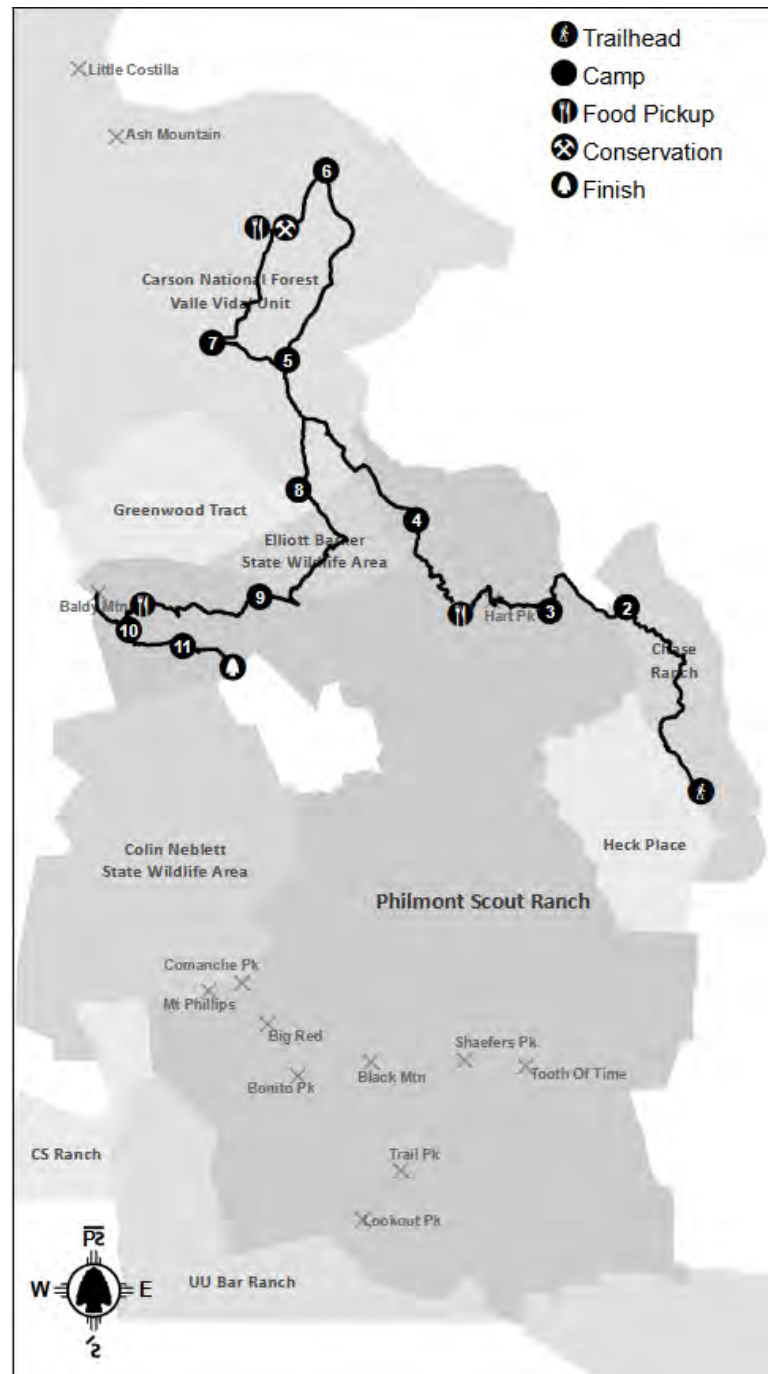 Trailhead
Camp
Food Pickup
Conservation
Finish
Little Costilla
Ash Mountain
6
Carson National Forest
Valle Vidal Unit
7
5
8
4
Greenwood Tract
Elliott Barker
State Wildlife Area
9
Baldy Mtn
Hart Pk
3
2
10
11
Chase
Ranch
Heck Place
Colin Neblett
State Wildlife Area
Philmont Scout Ranch
Comanche Pk
Mt Phillips
Big Red
Bonito Pk
Black Mtn
Shaefers Pk
Tooth Of Time
CS Ranch
Trail Pk
Lookout Pk
UU Bar Ranch
W
E